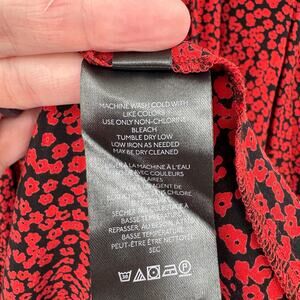 MACHINE WASH COLD WITH
LIKE COLORS
USE ONLY NON-CHLORINE
BLEACH
TUMBLE DRY LOW
LOW IRON AS NEEDED
MAY BE DRY CLEANED
À LA MACHINE À L'EAU
AVEC COULEURS
SANS CHLORE.
SÉCHER
BASSE TEMPÉRATURE
REPASSER, AU BESOIN, À
BASSE TEMPÉRATURE
PEUT-ÊTRE ÊTRE NETTOYÉ
SEC